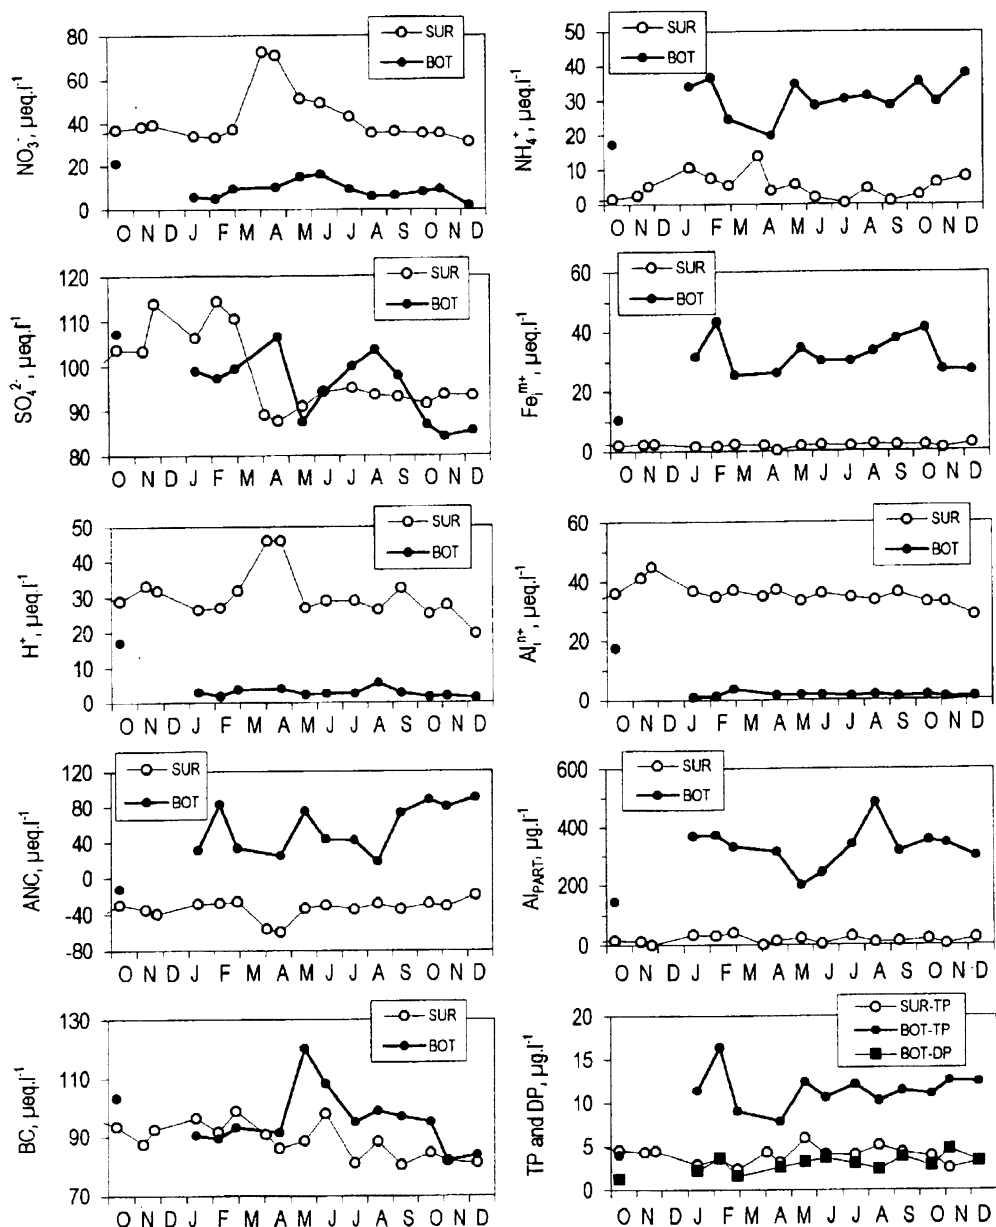 NO₃⁻, µeq.l⁻¹
80
60
40
20
0
SUR
BOT
O N D J F M A M J J A S O N D
NH₄⁺, µeq.l⁻¹
50
40
30
20
10
0
SUR
BOT
O N D J F M A M J J A S O N D
SO₄²⁻, µeq.l⁻¹
120
110
100
90
80
SUR
BOT
O N D J F M A M J J A S O N D
Feᵢᵐ⁺, µeq.l⁻¹
60
40
20
0
SUR
BOT
O N D J F M A M J J A S O N D
H⁺, µeq.l⁻¹
50
40
30
20
10
0
SUR
BOT
O N D J F M A M J J A S O N D
Alᵢⁿ⁺, µeq.l⁻¹
60
40
20
0
SUR
BOT
O N D J F M A M J J A S O N D
ANC, µeq.l⁻¹
120
80
40
0
-40
-80
SUR
BOT
O N D J F M A M J J A S O N D
Al_PART, µg.l⁻¹
600
400
200
0
SUR
BOT
O N D J F M A M J J A S O N D
BC, µeq.l⁻¹
130
110
90
70
SUR
BOT
O N D J F M A M J J A S O N D
TP and DP, µg.l⁻¹
20
15
10
5
0
SUR-TP
BOT-TP
BOT-DP
O N D J F M A M J J A S O N D